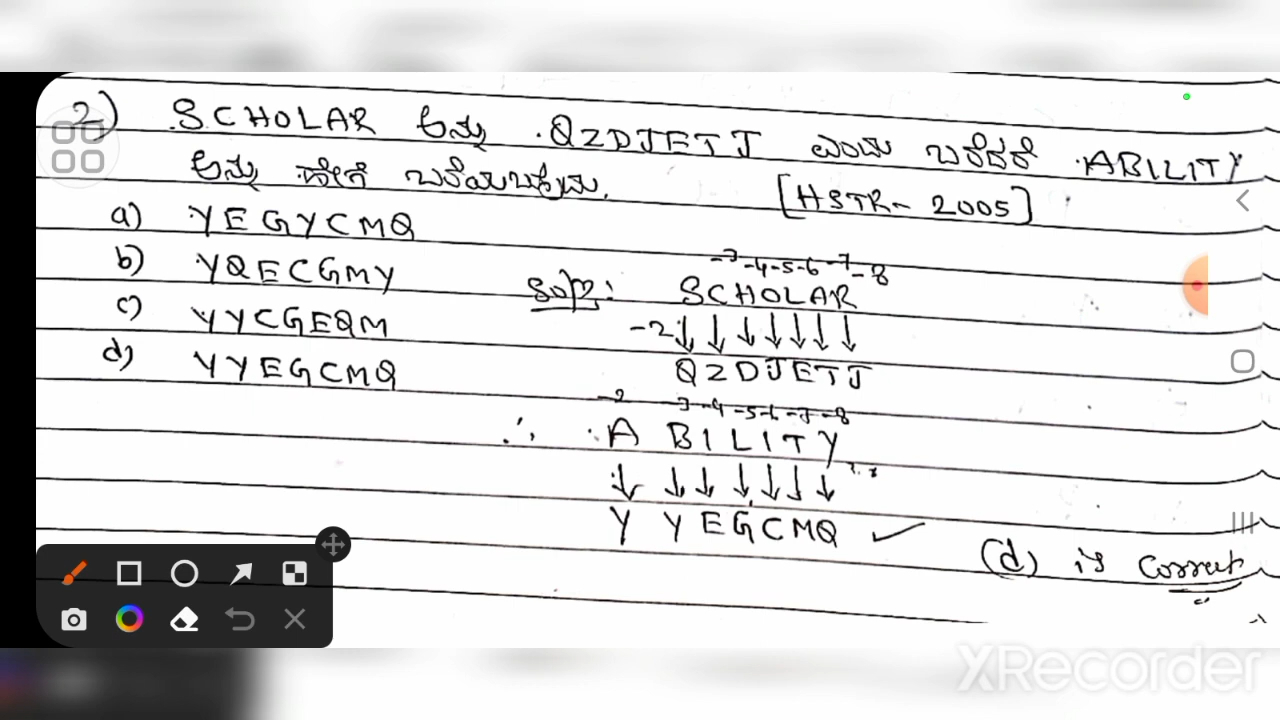 2) SCHOLAR ಅನ್ನು QZDJETJ ಎಂದು ಬರೆದರೆ ABILITY
ಅನ್ನು ಹೇಗೆ ಬರೆಯಬಹುದು. [HSTR- 2005]
a) YEGYCMQ
b) YQECGMY
c) YYCGEQM
d) YYEGCMQ
-3 -4 -5 -6 -7 -8
SCHOLAR
-2
QZDJETJ
-2 -3 -4 -5 -6 -7 -8
∴ ABILITY
YYEGCMQ ✓
(d) is correct
XRecorder